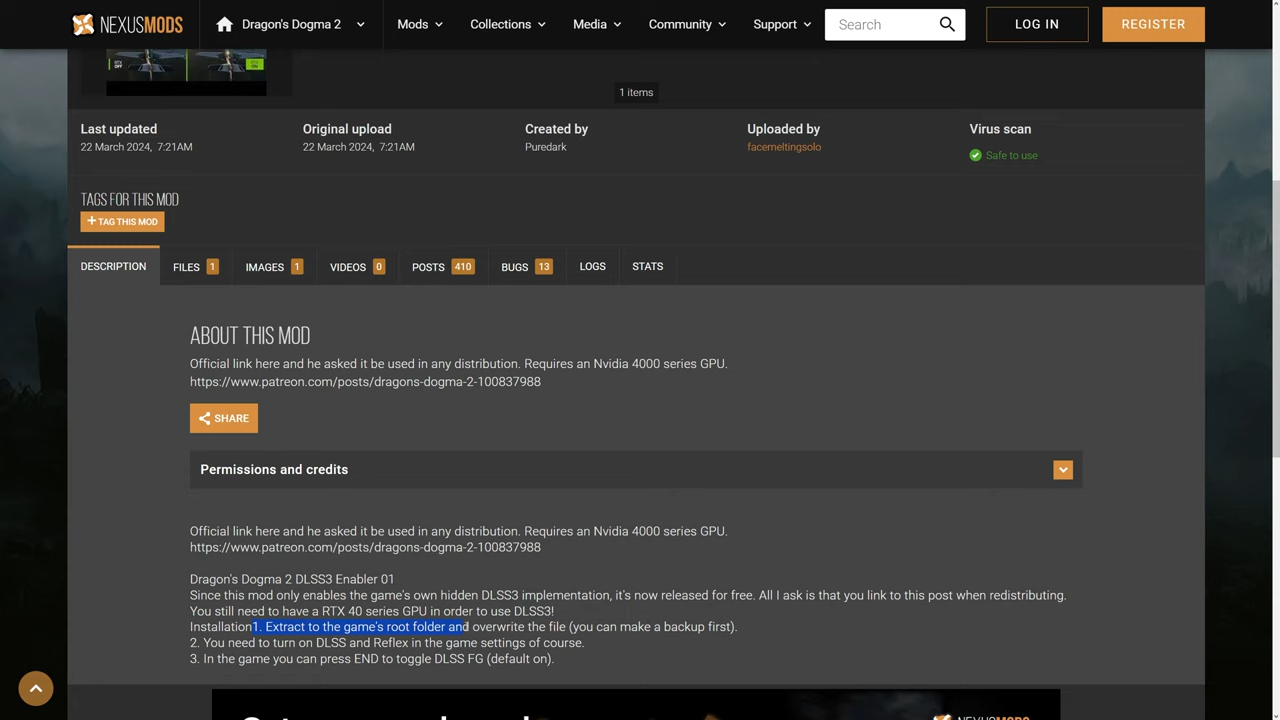 NEXUSMODS
Dragon's Dogma 2
Mods
Collections
Media
Community
Support
Search
LOG IN
REGISTER
1 items
Last updated
22 March 2024, 7:21AM
Original upload
22 March 2024, 7:21AM
Created by
Puredark
Uploaded by
facemeltingsolo
Virus scan
Safe to use
TAGS FOR THIS MOD
+ TAG THIS MOD
DESCRIPTION
FILES 1
IMAGES 1
VIDEOS 0
POSTS 410
BUGS 13
LOGS
STATS
ABOUT THIS MOD
Official link here and he asked it be used in any distribution. Requires an Nvidia 4000 series GPU.
https://www.patreon.com/posts/dragons-dogma-2-100837988
SHARE
Permissions and credits
Official link here and he asked it be used in any distribution. Requires an Nvidia 4000 series GPU.
https://www.patreon.com/posts/dragons-dogma-2-100837988
Dragon's Dogma 2 DLSS3 Enabler 01
Since this mod only enables the game's own hidden DLSS3 implementation, it's now released for free. All I ask is that you link to this post when redistributing.
You still need to have a RTX 40 series GPU in order to use DLSS3!
Installation1. Extract to the game's root folder and overwrite the file (you can make a backup first).
2. You need to turn on DLSS and Reflex in the game settings of course.
3. In the game you can press END to toggle DLSS FG (default on).